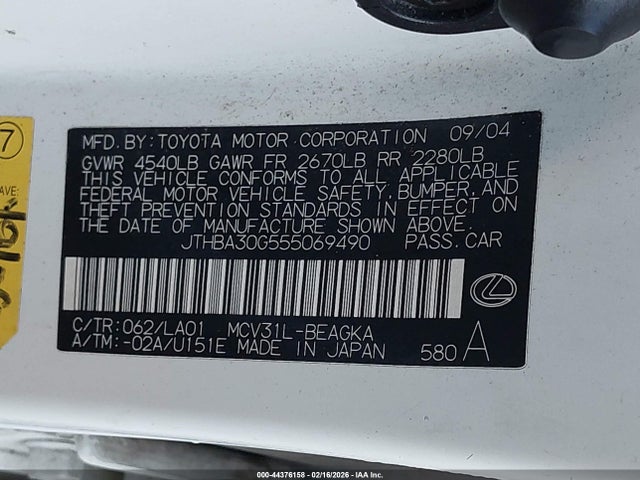 MFD. BY: TOYOTA MOTOR CORPORATION 09/04
GVWR 4540LB GAWR FR 2670LB RR 2280LB
THIS VEHICLE CONFORMS TO ALL APPLICABLE
FEDERAL MOTOR VEHICLE SAFETY, BUMPER, AND
THEFT PREVENTION STANDARDS IN EFFECT ON
THE DATE OF MANUFACTURE SHOWN ABOVE.
JTHBA30G555069490 PASS. CAR
C/TR: 062/LA01 MCV31L-BEAGKA
A/TM: -02A/U151E MADE IN JAPAN 580 A
7
AVE:
000-44376158 - 02/16/2026 - IAA Inc.